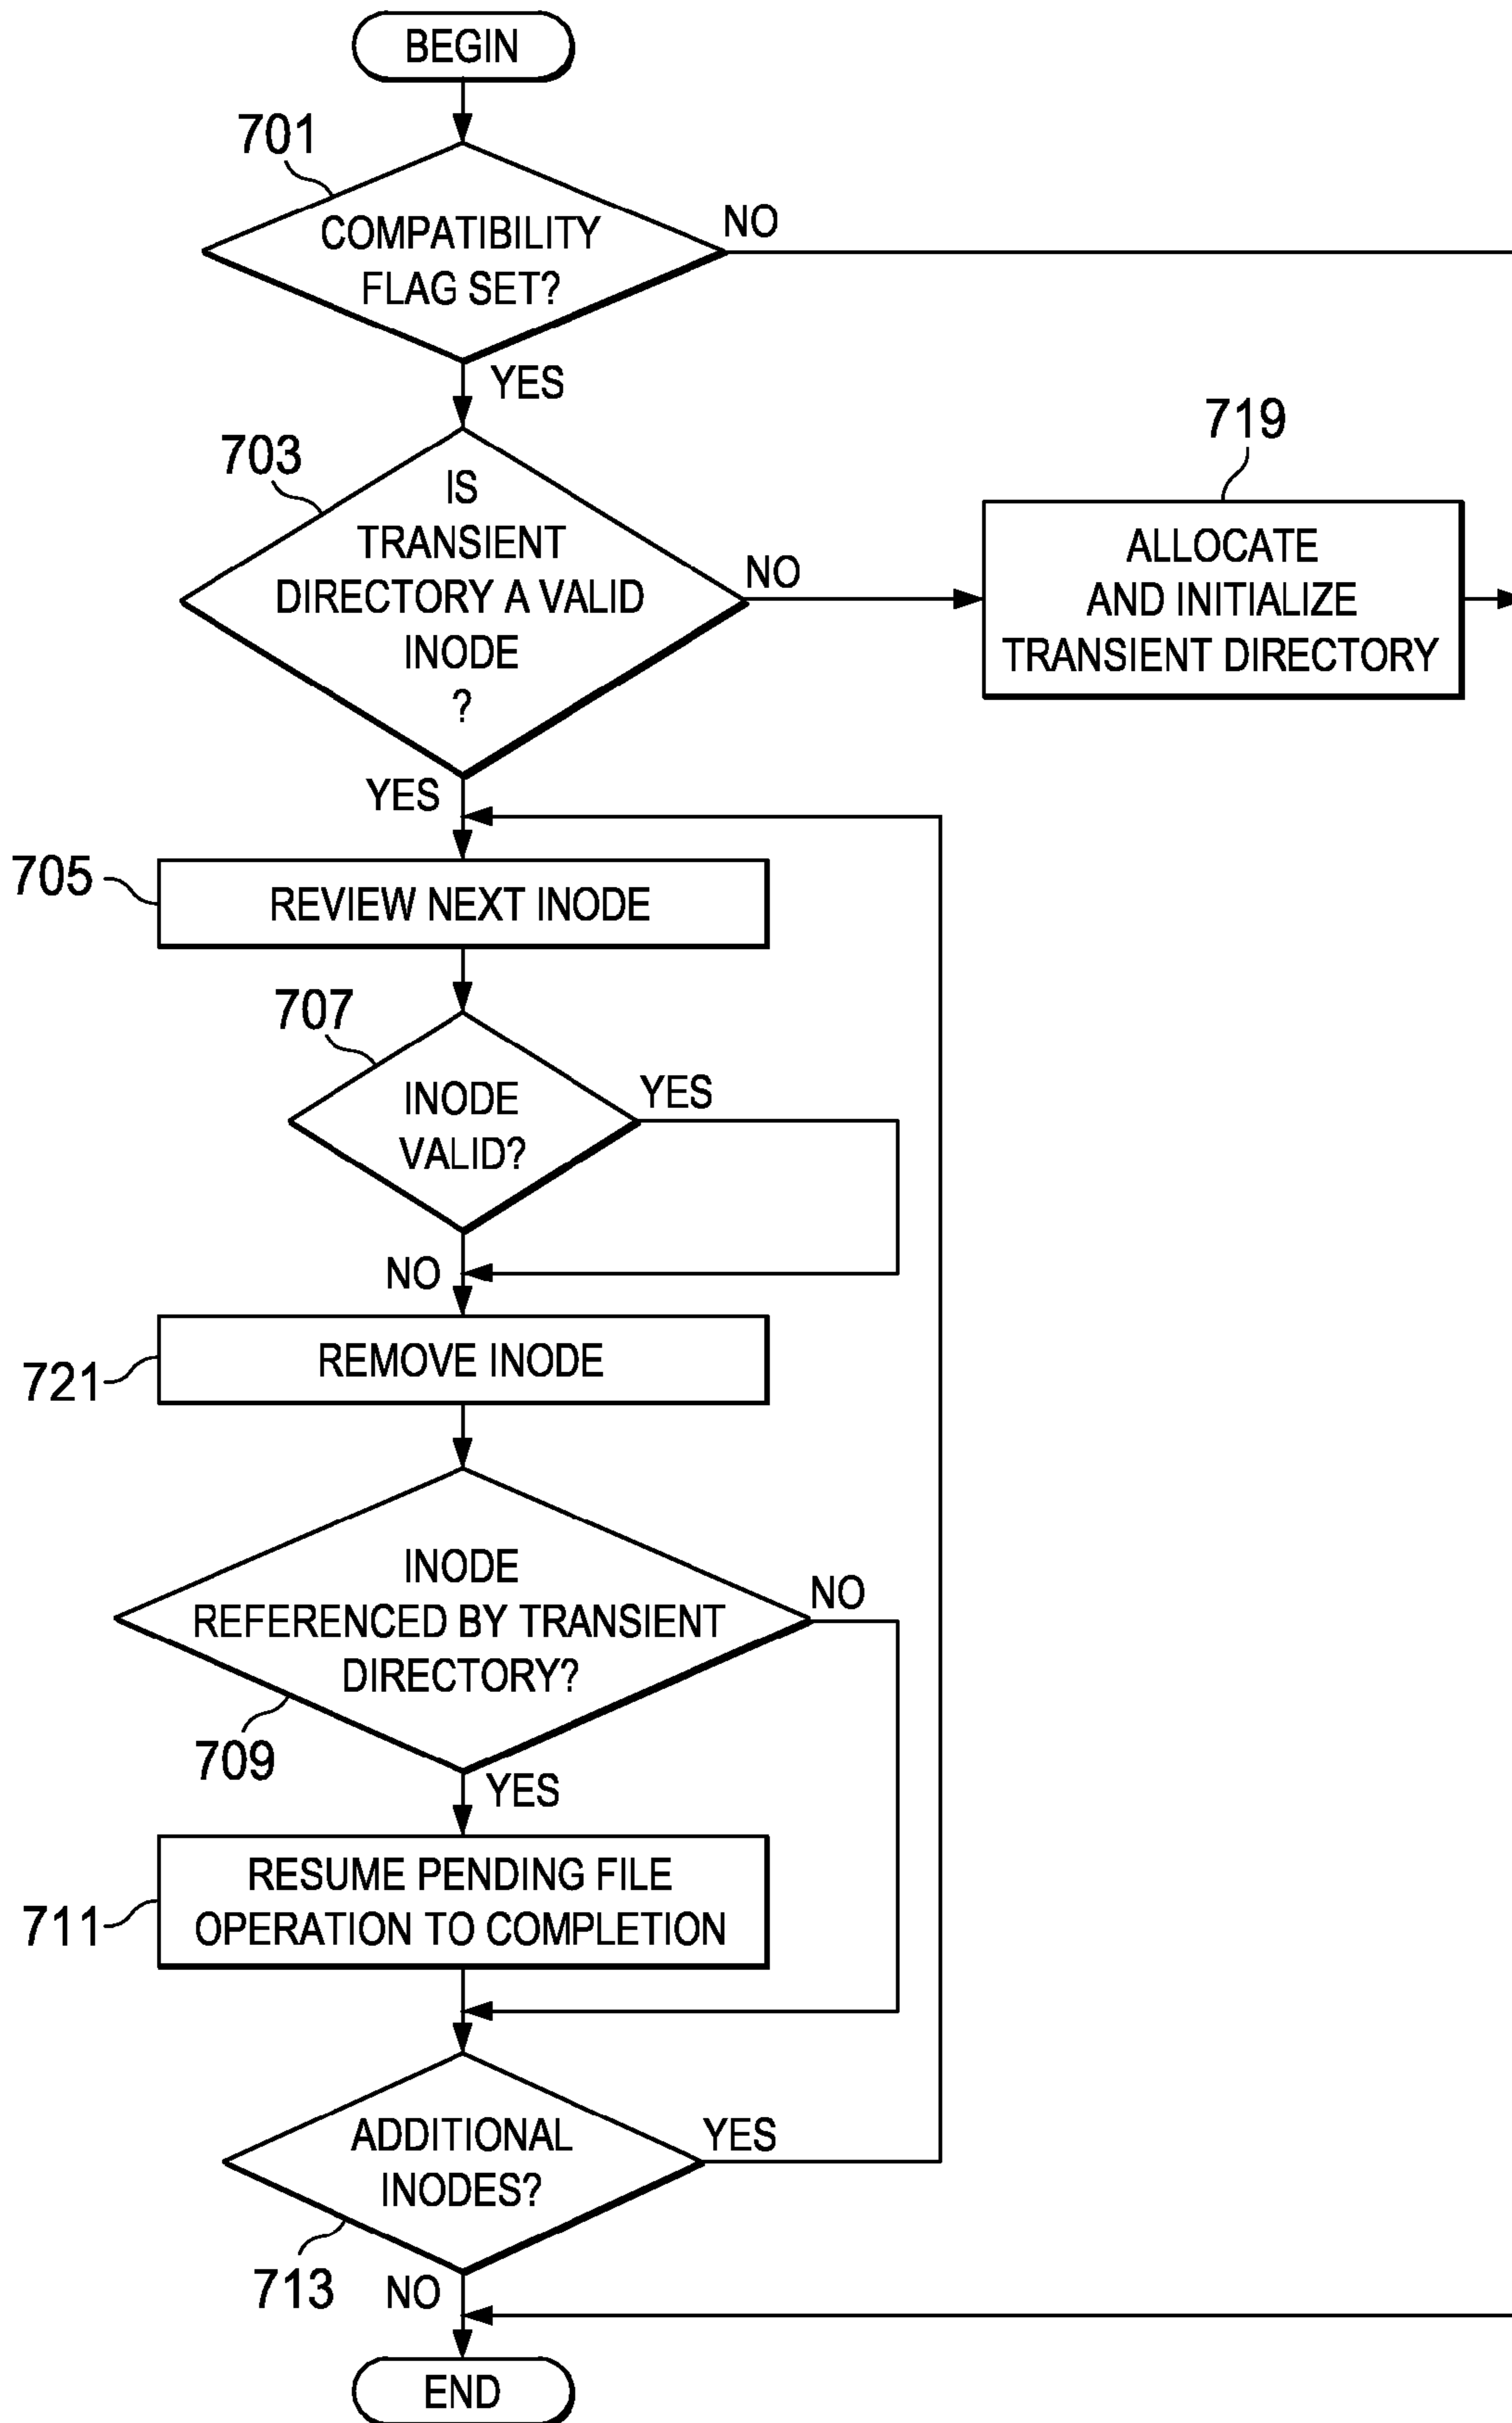 BEGIN
701
COMPATIBILITY
FLAG SET?
NO
YES
703
IS
TRANSIENT
DIRECTORY A VALID
INODE
?
NO
719
ALLOCATE
AND INITIALIZE
TRANSIENT DIRECTORY
YES
705
REVIEW NEXT INODE
707
INODE
VALID?
YES
NO
721
REMOVE INODE
INODE
REFERENCED BY TRANSIENT
DIRECTORY?
NO
709
YES
711
RESUME PENDING FILE
OPERATION TO COMPLETION
ADDITIONAL
INODES?
YES
713
NO
END